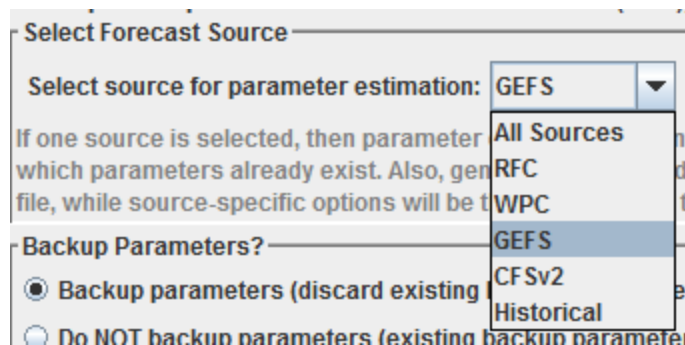 Select Forecast Source
Select source for parameter estimation: GEFS
All Sources
RFC
WPC
GEFS
CFSv2
Historical
If one source is selected, then parameter
which parameters already exist. Also, gen
file, while source-specific options will be
Backup Parameters?
Backup parameters (discard existing
Do NOT backup parameters (existing backup parameter